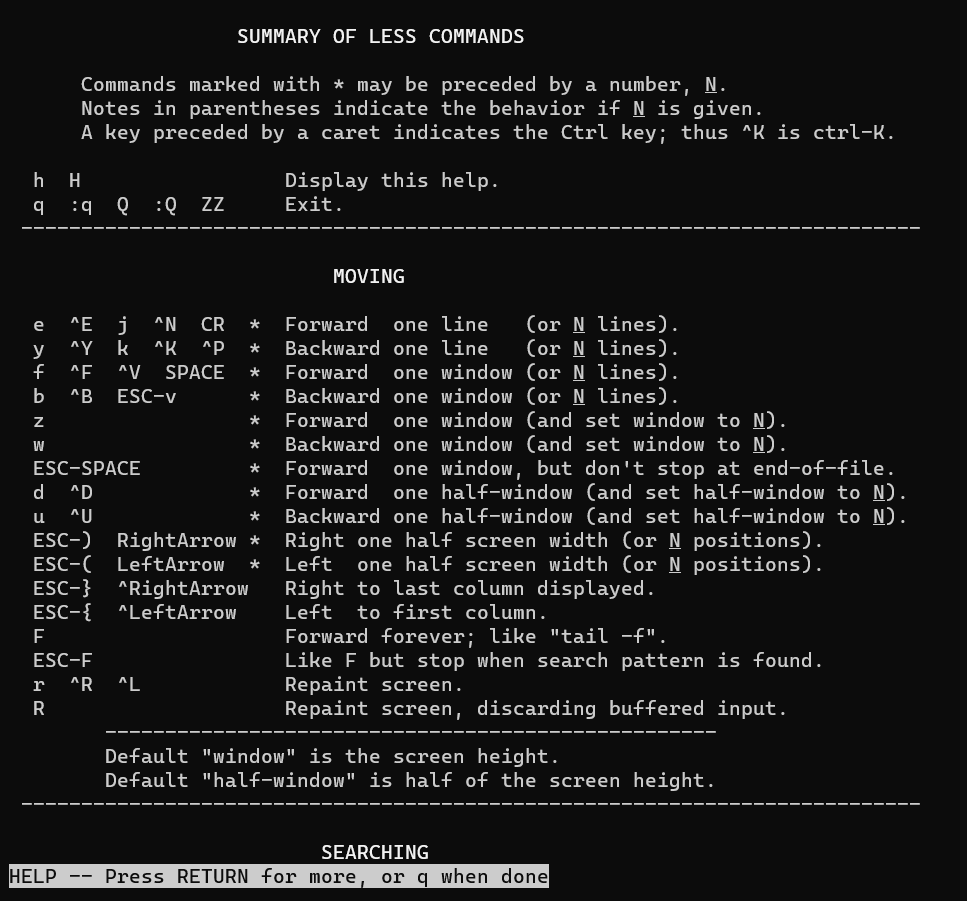 SUMMARY OF LESS COMMANDS

      Commands marked with * may be preceded by a number, N.
      Notes in parentheses indicate the behavior if N is given.
      A key preceded by a caret indicates the Ctrl key; thus ^K is ctrl-K.

  h  H                 Display this help.
  q  :q  Q  :Q  ZZ     Exit.
 ---------------------------------------------------------------------------

                           MOVING

  e  ^E  j  ^N  CR  *  Forward  one line   (or N lines).
  y  ^Y  k  ^K  ^P  *  Backward one line   (or N lines).
  f  ^F  ^V  SPACE  *  Forward  one window (or N lines).
  b  ^B  ESC-v      *  Backward one window (or N lines).
  z                 *  Forward  one window (and set window to N).
  w                 *  Backward one window (and set window to N).
  ESC-SPACE         *  Forward  one window, but don't stop at end-of-file.
  d  ^D             *  Forward  one half-window (and set half-window to N).
  u  ^U             *  Backward one half-window (and set half-window to N).
  ESC-)  RightArrow *  Right one half screen width (or N positions).
  ESC-(  LeftArrow  *  Left  one half screen width (or N positions).
  ESC-}  ^RightArrow   Right to last column displayed.
  ESC-{  ^LeftArrow    Left  to first column.
  F                    Forward forever; like "tail -f".
  ESC-F                Like F but stop when search pattern is found.
  r  ^R  ^L            Repaint screen.
  R                    Repaint screen, discarding buffered input.
        ---------------------------------------------------
        Default "window" is the screen height.
        Default "half-window" is half of the screen height.
 ---------------------------------------------------------------------------

                          SEARCHING
HELP -- Press RETURN for more, or q when done